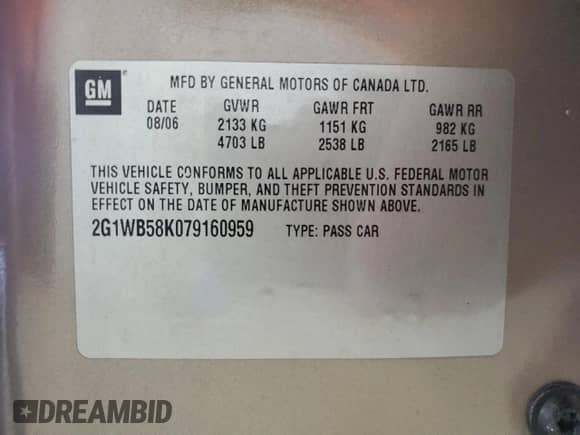 GM
MFD BY GENERAL MOTORS OF CANADA LTD.
DATE GVWR GAWR FRT GAWR RR
08/06 2133 KG 1151 KG 982 KG
4703 LB 2538 LB 2165 LB
THIS VEHICLE CONFORMS TO ALL APPLICABLE U.S. FEDERAL MOTOR
VEHICLE SAFETY, BUMPER, AND THEFT PREVENTION STANDARDS IN
EFFECT ON THE DATE OF MANUFACTURE SHOWN ABOVE.
2G1WB58K079160959 TYPE: PASS CAR
DREAMBID